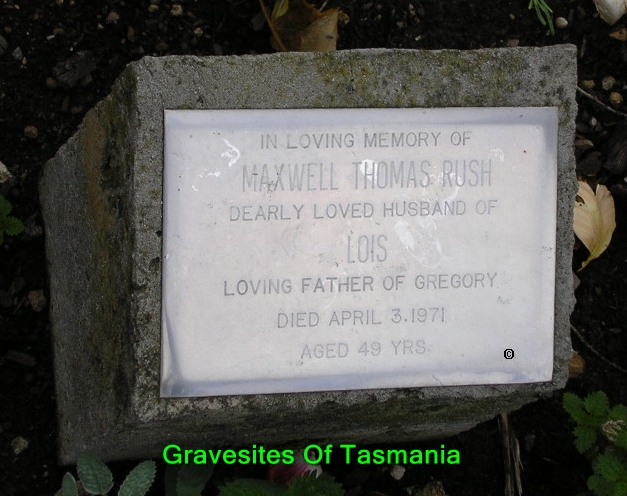 IN LOVING MEMORY OF
MAXWELL THOMAS RUSH
DEARLY LOVED HUSBAND OF
LOIS
LOVING FATHER OF GREGORY
DIED APRIL 3.1971
AGED 49 YRS.
©
Gravesites Of Tasmania